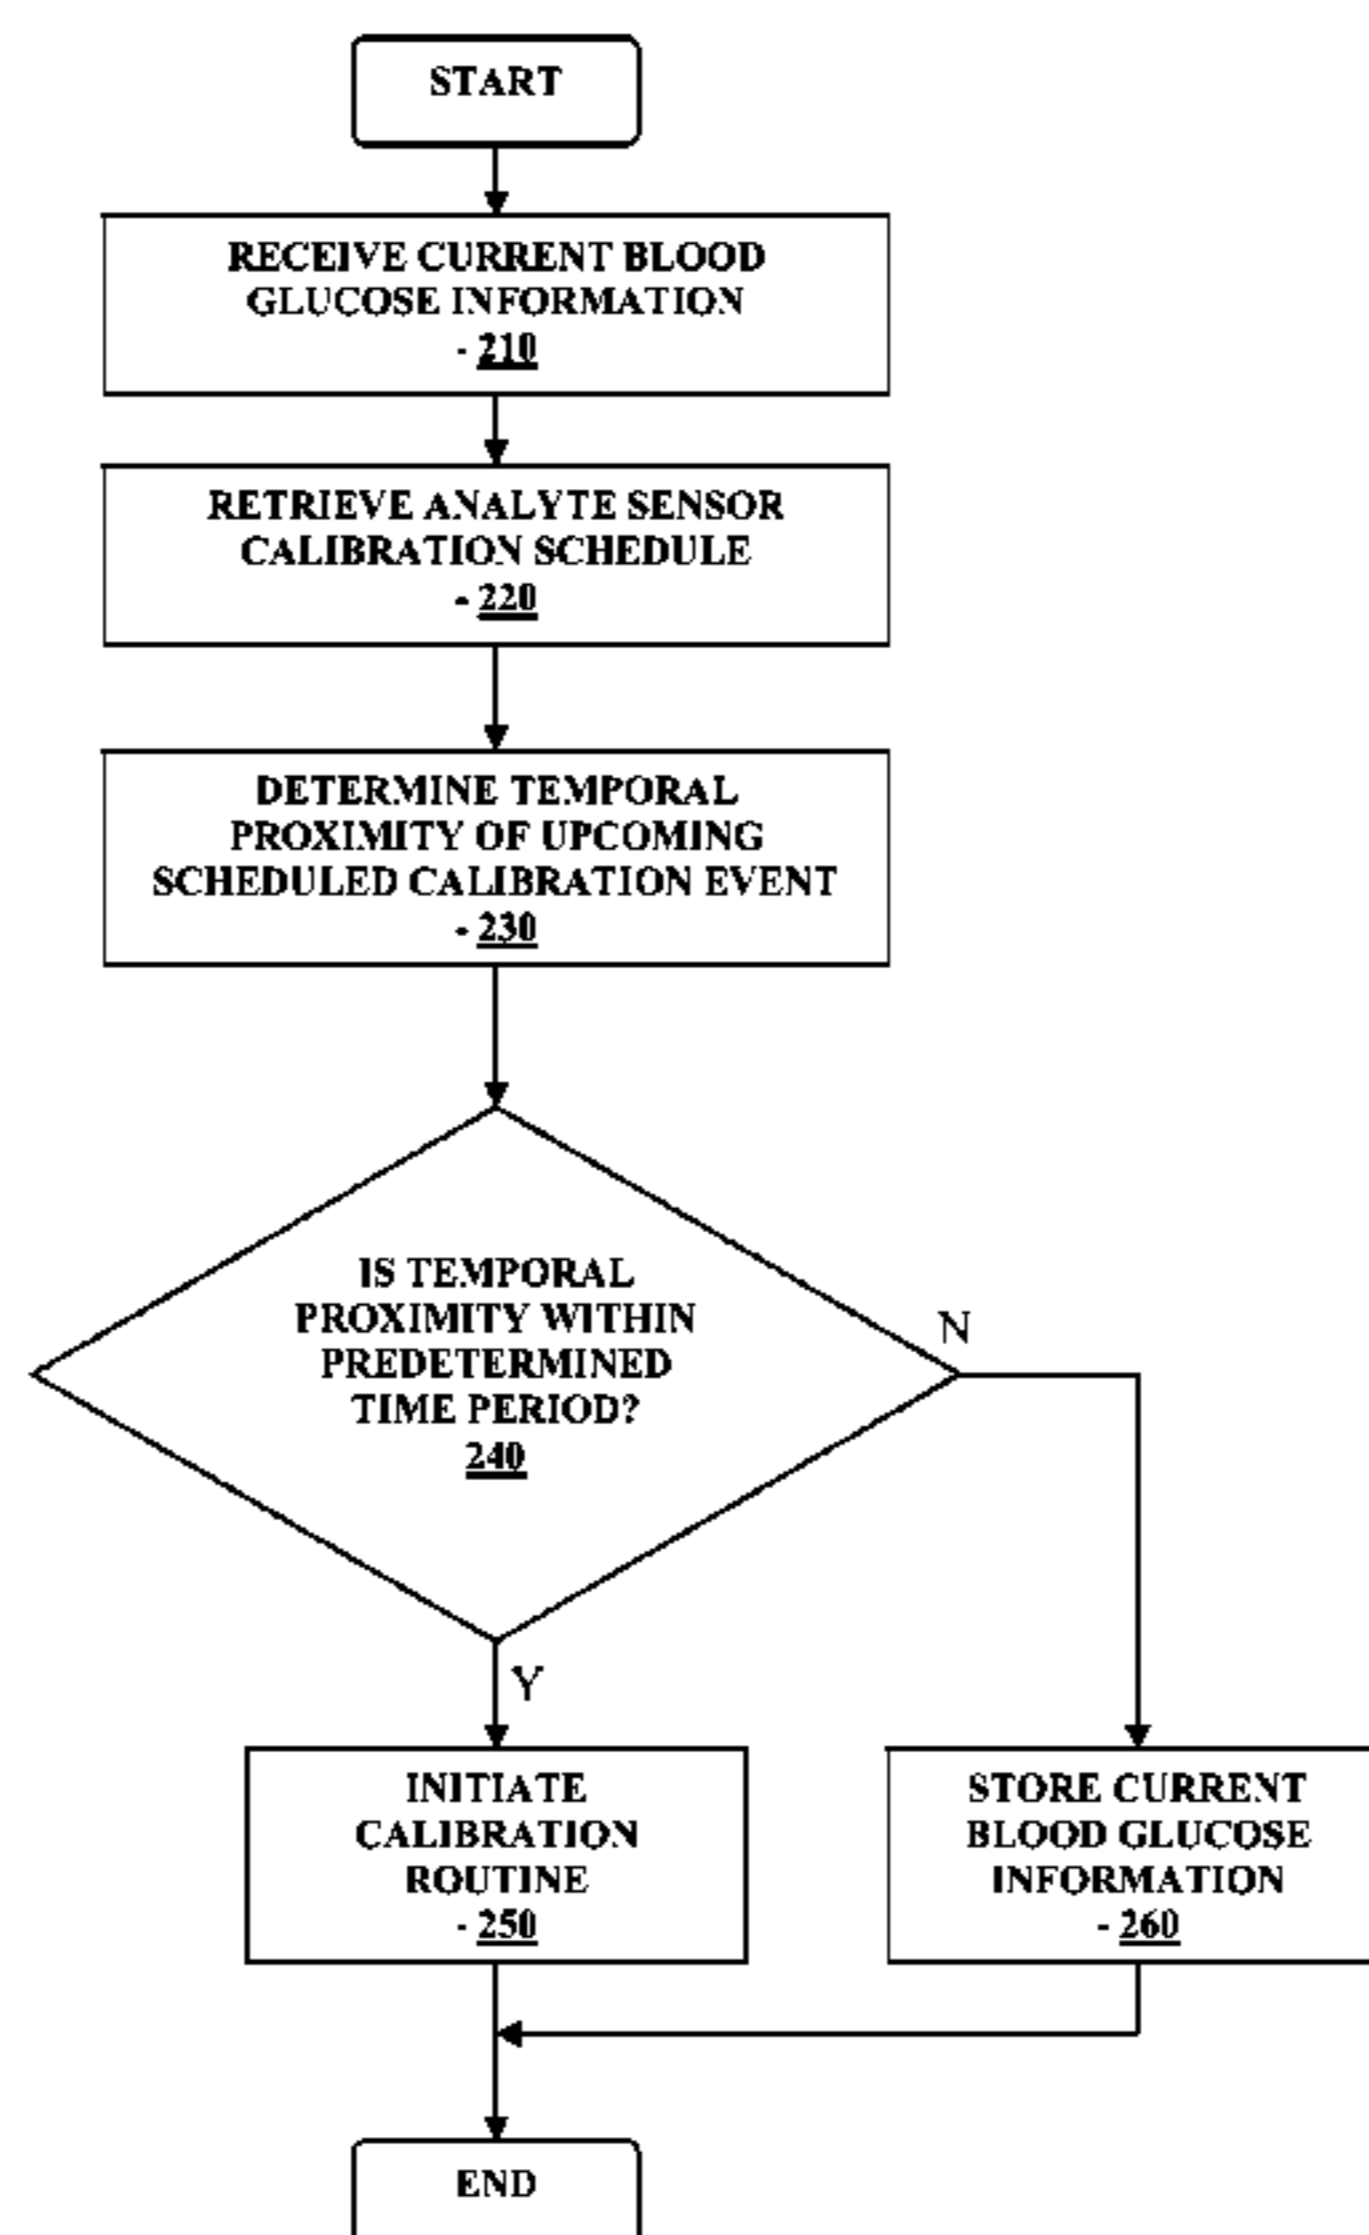 START
RECEIVE CURRENT BLOOD
GLUCOSE INFORMATION
- 210
RETRIEVE ANALYTE SENSOR
CALIBRATION SCHEDULE
- 220
DETERMINE TEMPORAL
PROXIMITY OF UPCOMING
SCHEDULED CALIBRATION EVENT
- 230
IS TEMPORAL
PROXIMITY WITHIN
PREDETERMINED
TIME PERIOD?
240
N
Y
INITIATE
CALIBRATION
ROUTINE
- 250
STORE CURRENT
BLOOD GLUCOSE
INFORMATION
- 260
END